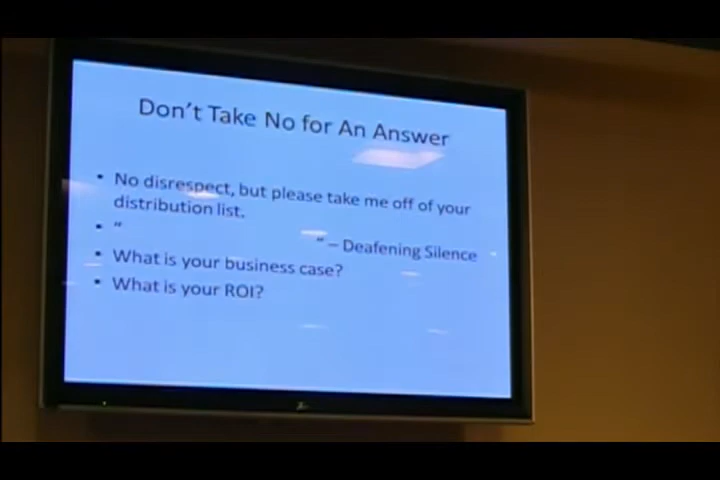 Don't Take No for An Answer
• No disrespect, but please take me off of your
distribution list.
• “ ” – Deafening Silence
• What is your business case?
• What is your ROI?